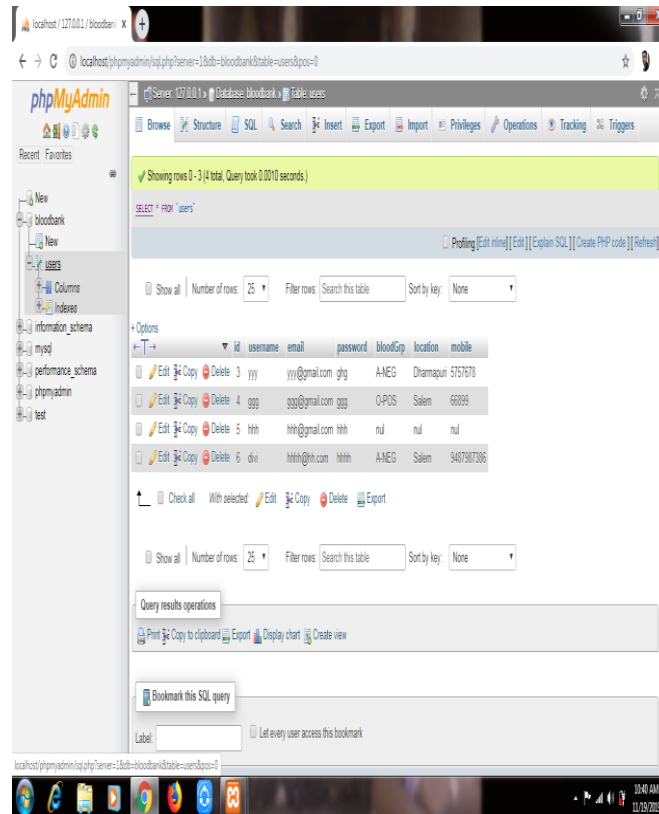 localhost / 127.0.0.1 / bloodbank
localhost/phpmyadmin/sql.php?server=1&db=bloodbank&table=users&pos=0
phpMyAdmin
Recent Favorites
New
bloodbank
New
users
Columns
Indexes
information_schema
mysql
performance_schema
phpmyadmin
test
Server: 127.0.0.1 » Database: bloodbank » Table: users
Browse Structure SQL Search Insert Export Import Privileges Operations Tracking Triggers
Showing rows 0 - 3 (4 total, Query took 0.0010 seconds.)
SELECT * FROM `users`
Profiling [Edit inline] [ Edit ] [ Explain SQL ] [ Create PHP code ] [ Refresh]
Show all Number of rows: 25 Filter rows: Search this table Sort by key: None
+ Options
←T→ id username email password bloodGrp location mobile
Edit Copy Delete 3 yyy yyy@gmail.com ghg A-NEG Dharmapuri 5757678
Edit Copy Delete 4 ggg ggg@gmail.com ggg O-POS Salem 66899
Edit Copy Delete 5 hhh hhh@gmail.com hhh nul nul nul
Edit Copy Delete 6 divi hhhh@hh.com hhhh A-NEG Salem 9487987386
Check all With selected: Edit Copy Delete Export
Show all Number of rows: 25 Filter rows: Search this table Sort by key: None
Query results operations
Print Copy to clipboard Export Display chart Create view
Bookmark this SQL query
Label: Let every user access this bookmark
localhost/phpmyadmin/sql.php?server=1&db=bloodbank&table=users&pos=0
10:40 AM